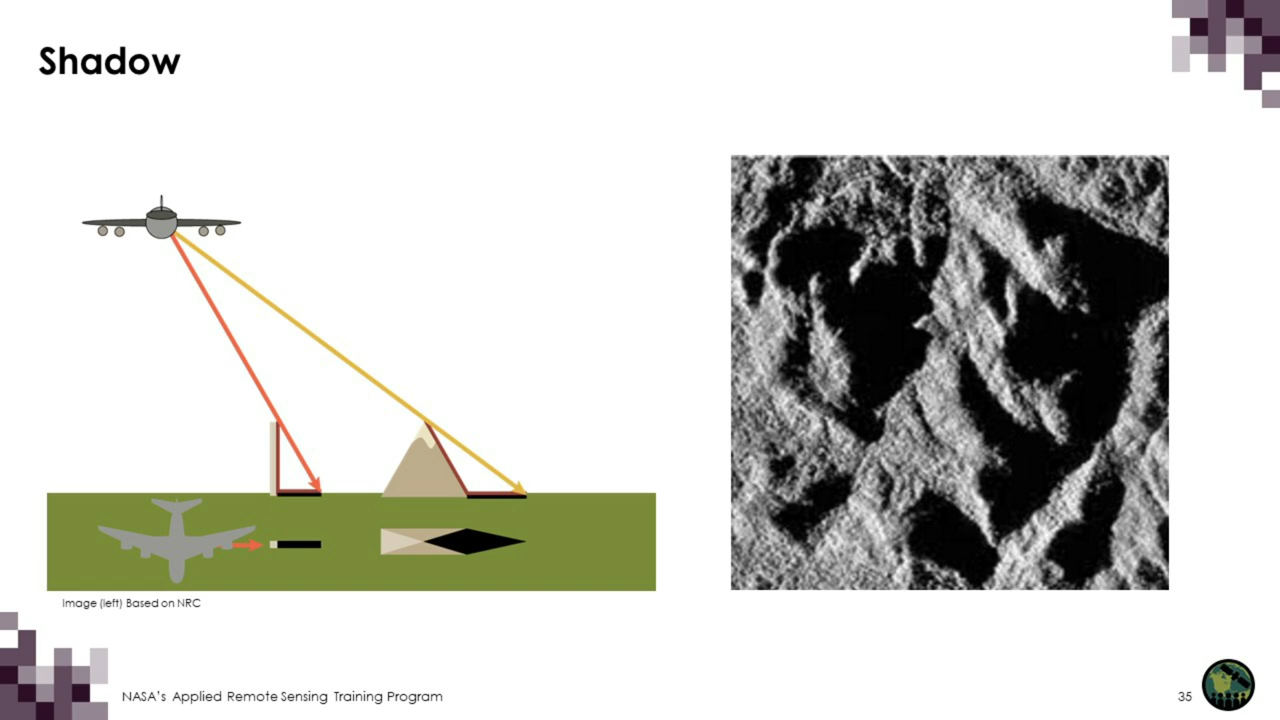 Shadow
Image (left) Based on NRC
NASA's Applied Remote Sensing Training Program
35